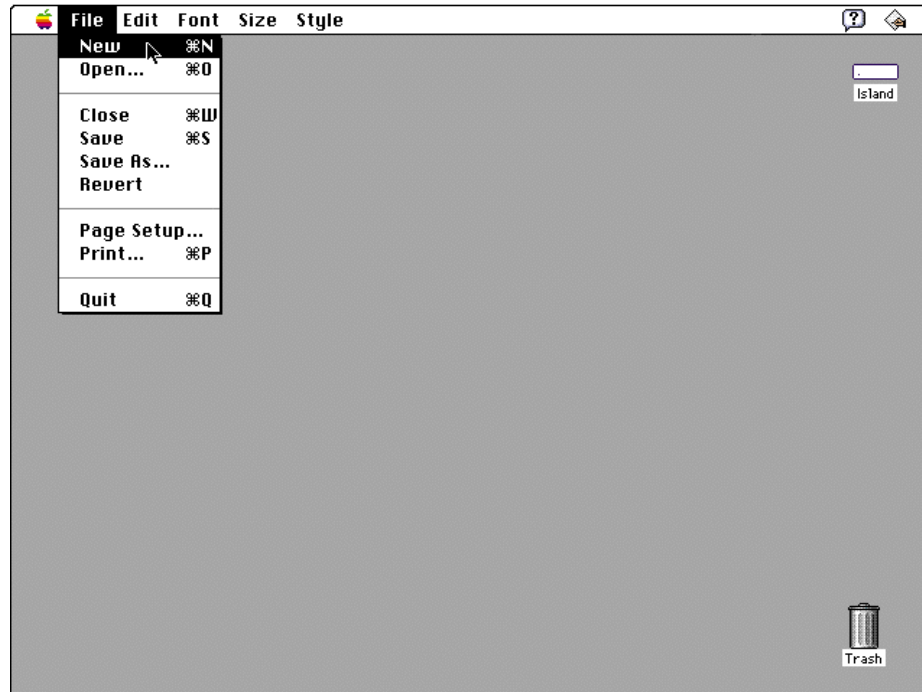 File Edit Font Size Style
New ⌘N
Open... ⌘O
Close ⌘W
Save ⌘S
Save As...
Revert
Page Setup...
Print... ⌘P
Quit ⌘Q
Island
Trash